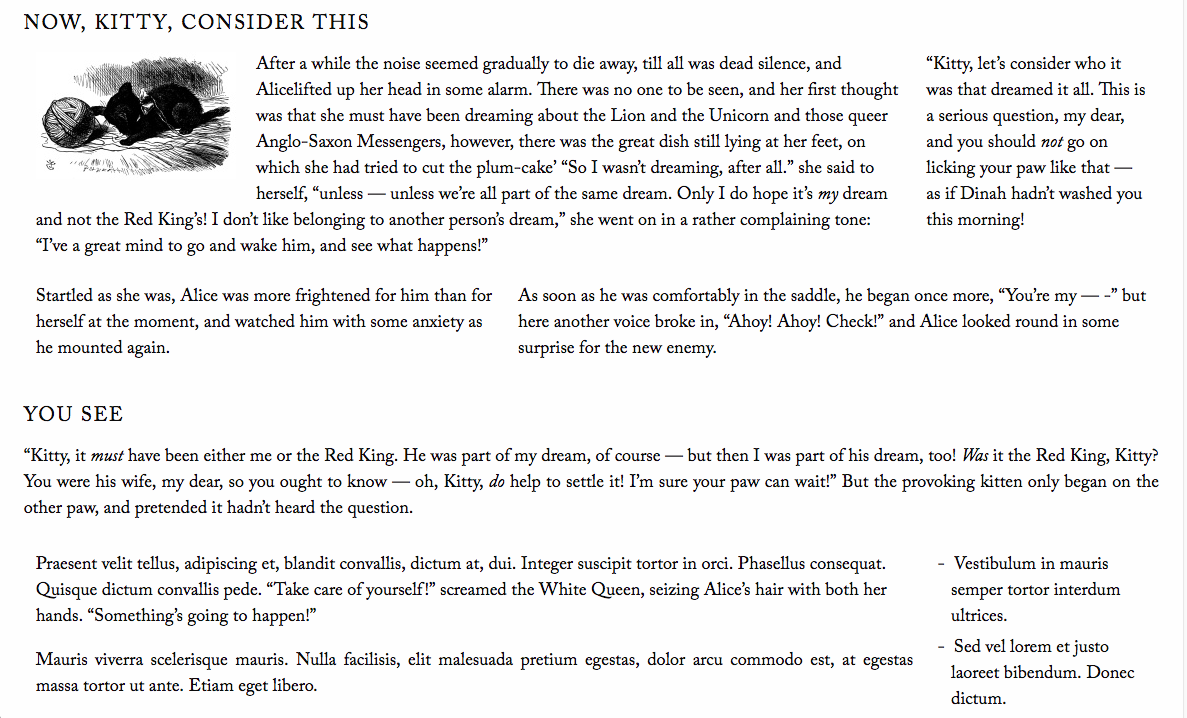 NOW, KITTY, CONSIDER THIS
After a while the noise seemed gradually to die away, till all was dead silence, and
Alicelifted up her head in some alarm. There was no one to be seen, and her first thought
was that she must have been dreaming about the Lion and the Unicorn and those queer
Anglo-Saxon Messengers, however, there was the great dish still lying at her feet, on
which she had tried to cut the plum-cake’ “So I wasn’t dreaming, after all.” she said to
herself, “unless — unless we’re all part of the same dream. Only I do hope it’s my dream
and not the Red King’s! I don’t like belonging to another person’s dream,” she went on in a rather complaining tone:
“I’ve a great mind to go and wake him, and see what happens!”
“Kitty, let’s consider who it
was that dreamed it all. This is
a serious question, my dear,
and you should not go on
licking your paw like that —
as if Dinah hadn’t washed you
this morning!
Startled as she was, Alice was more frightened for him than for
herself at the moment, and watched him with some anxiety as
he mounted again.
As soon as he was comfortably in the saddle, he began once more, “You’re my — -” but
here another voice broke in, “Ahoy! Ahoy! Check!” and Alice looked round in some
surprise for the new enemy.
YOU SEE
“Kitty, it must have been either me or the Red King. He was part of my dream, of course — but then I was part of his dream, too! Was it the Red King, Kitty?
You were his wife, my dear, so you ought to know — oh, Kitty, do help to settle it! I’m sure your paw can wait!” But the provoking kitten only began on the
other paw, and pretended it hadn’t heard the question.
Praesent velit tellus, adipiscing et, blandit convallis, dictum at, dui. Integer suscipit tortor in orci. Phasellus consequat.
Quisque dictum convallis pede. “Take care of yourself!” screamed the White Queen, seizing Alice’s hair with both her
hands. “Something’s going to happen!”
Mauris viverra scelerisque mauris. Nulla facilisis, elit malesuada pretium egestas, dolor arcu commodo est, at egestas
massa tortor ut ante. Etiam eget libero.
- Vestibulum in mauris
semper tortor interdum
ultrices.
- Sed vel lorem et justo
laoreet bibendum. Donec
dictum.